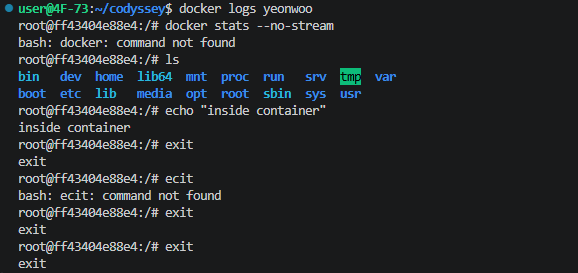 user@4F-73:~/codyssey$ docker logs yeonwoo
root@ff43404e88e4:/# docker stats --no-stream
bash: docker: command not found
root@ff43404e88e4:/# ls
bin   dev  home  lib64  mnt  proc  run   srv  tmp  var
boot  etc  lib   media  opt  root  sbin  sys  usr
root@ff43404e88e4:/# echo "inside container"
inside container
root@ff43404e88e4:/# exit
exit
root@ff43404e88e4:/# ecit
bash: ecit: command not found
root@ff43404e88e4:/# exit
exit
root@ff43404e88e4:/# exit
exit